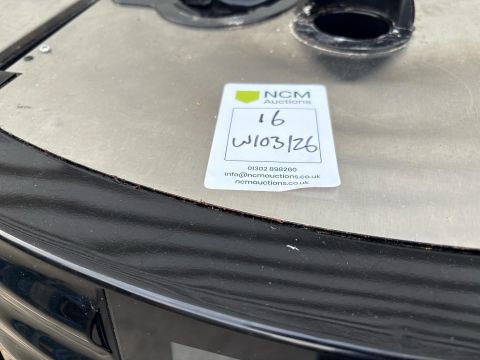 NCM
Auctions
16
W103/26
01302 898260
info@ncmauctions.co.uk
ncmauctions.co.uk